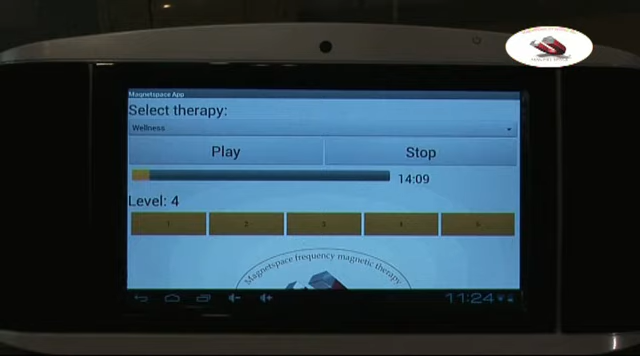 Magnetspace App
Select therapy:
Wellness
Play Stop
14:09
Level: 4
1 2 3 4 5
Magnetspace frequency magnetic therapy
11:24